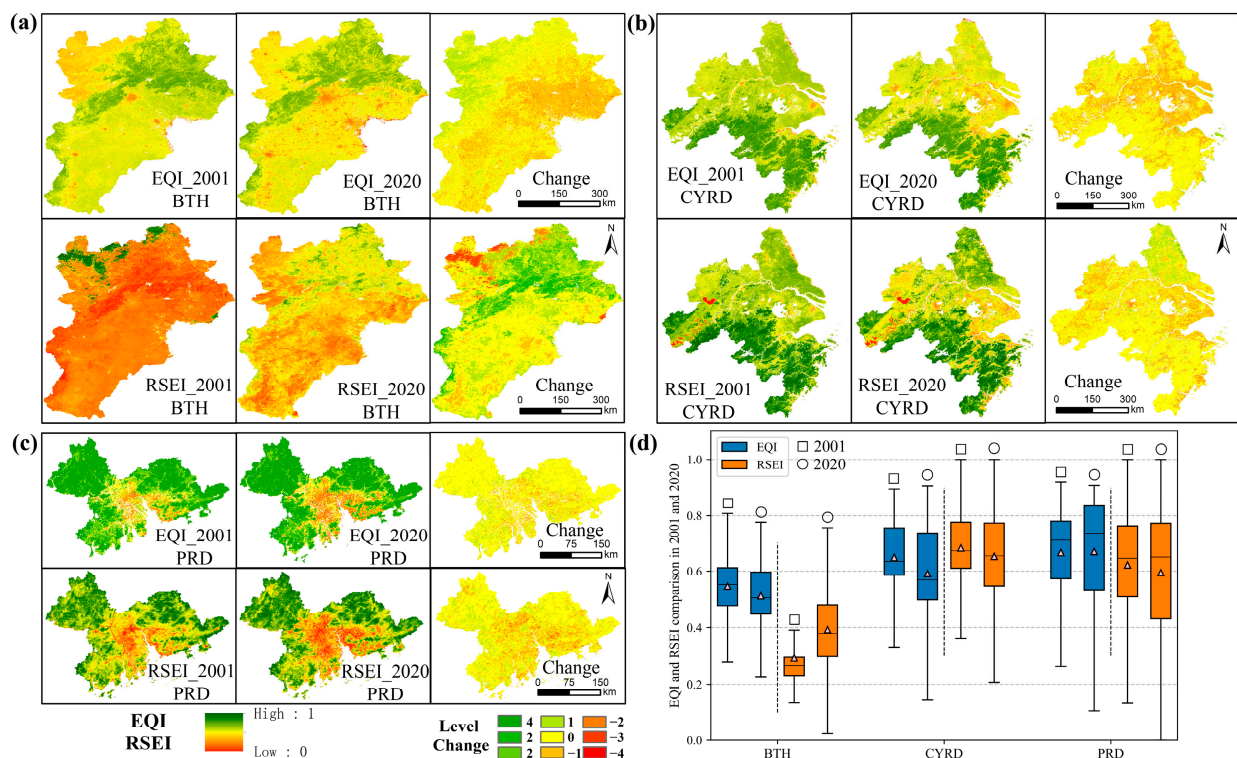 (a)
EQI_2001
BTH
EQI_2020
BTH
Change
0 150 300
km
RSEI_2001
BTH
RSEI_2020
BTH
N
Change
0 150 300
km
(b)
EQI_2001
CYRD
EQI_2020
CYRD
Change
0 150 300
km
RSEI_2001
CYRD
RSEI_2020
CYRD
N
Change
0 150 300
km
(c)
EQI_2001
PRD
EQI_2020
PRD
Change
0 75 150
km
RSEI_2001
PRD
RSEI_2020
PRD
N
Change
0 75 150
km
EQI
RSEI
High : 1
Low : 0
Level
Change
4 1 −2
2 0 −3
2 −1 −4
(d)
EQI 2001
RSEI 2020
EQI and RSEI comparison in 2001 and 2020
1.0
0.8
0.6
0.4
0.2
0.0
BTH CYRD PRD